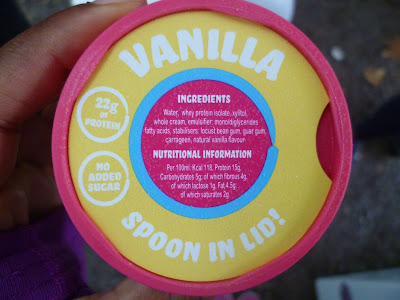 VANILLA
22g
OF
PROTEIN
NO
ADDED
SUGAR
INGREDIENTS
Water, whey protein isolate, xylitol,
whole cream, emulsifier: monodiglycerides
fatty acids, stabilisers: locust bean gum, guar gum,
carrageen, natural vanilla flavour
NUTRITIONAL INFORMATION
Per 100ml: Kcal 118, Protein 15g,
Carbohydrates 5g; of which fibrous 4g,
of which lactose 1g, Fat 4.5g;
of which saturates 2g
SPOON IN LID!